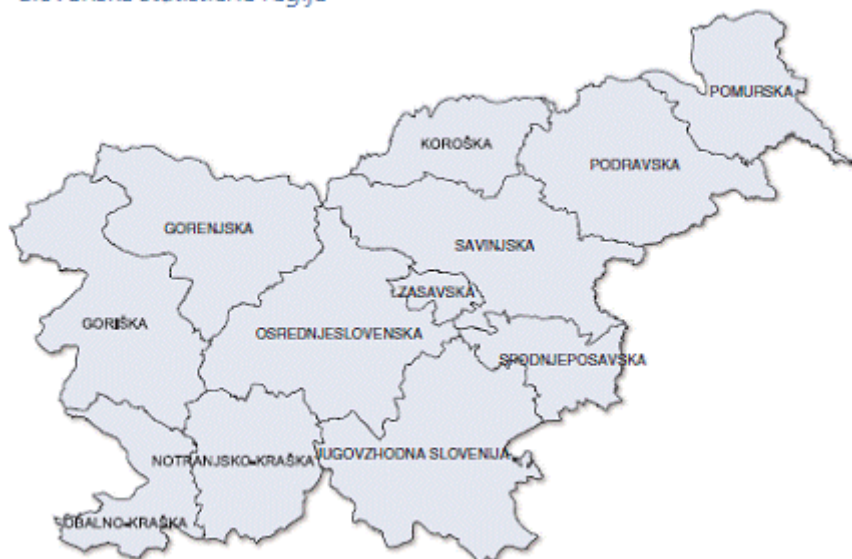 POMURSKA
KOROŠKA
PODRAVSKA
GORENJSKA
SAVINJSKA
ZASAVSKA
GORIŠKA
OSREDNJESLOVENSKA
SPODNJEPOSAVSKA
NOTRANJSKO-KRAŠKA
JUGOVZHODNA SLOVENIJA
OBALNO-KRAŠKA